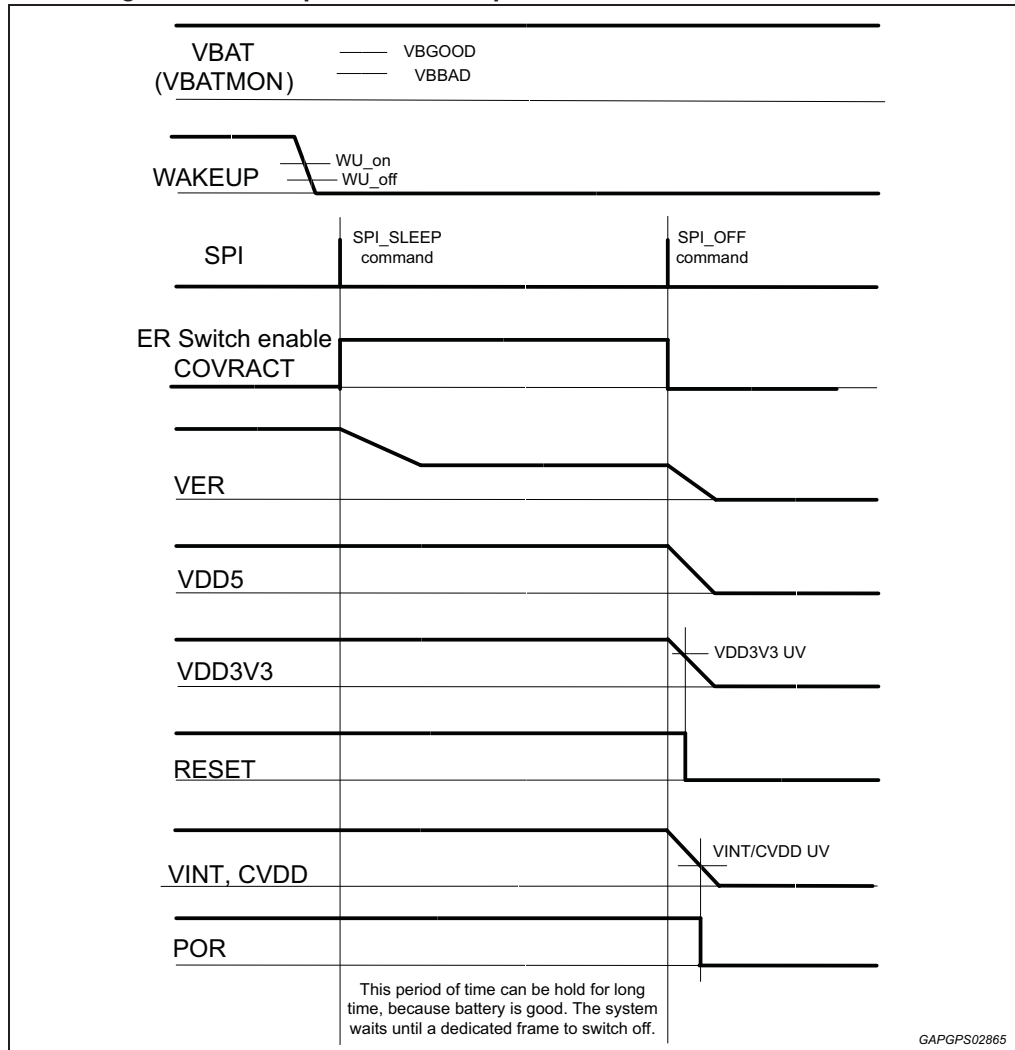 VBAT
(VBATMON)
VBGOOD
VBBAD
WAKEUP
WU_on
WU_off
SPI
SPI_SLEEP
command
SPI_OFF
command
ER Switch enable
COVRACT
VER
VDD5
VDD3V3
VDD3V3 UV
RESET
VINT, CVDD
VINT/CVDD UV
POR
This period of time can be hold for long
time, because battery is good. The system
waits until a dedicated frame to switch off.
GAPGPS02865